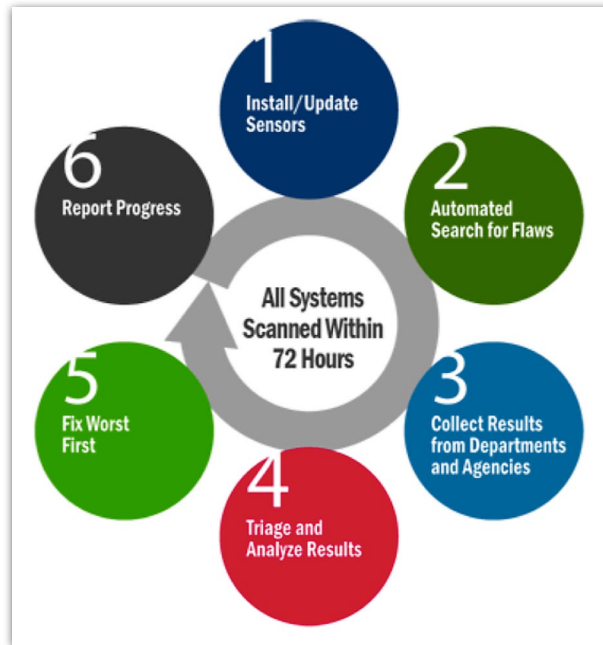 1
Install/Update
Sensors
2
Automated
Search for Flaws
3
Collect Results
from Departments
and Agencies
4
Triage and
Analyze Results
5
Fix Worst
First
6
Report Progress
All Systems
Scanned Within
72 Hours